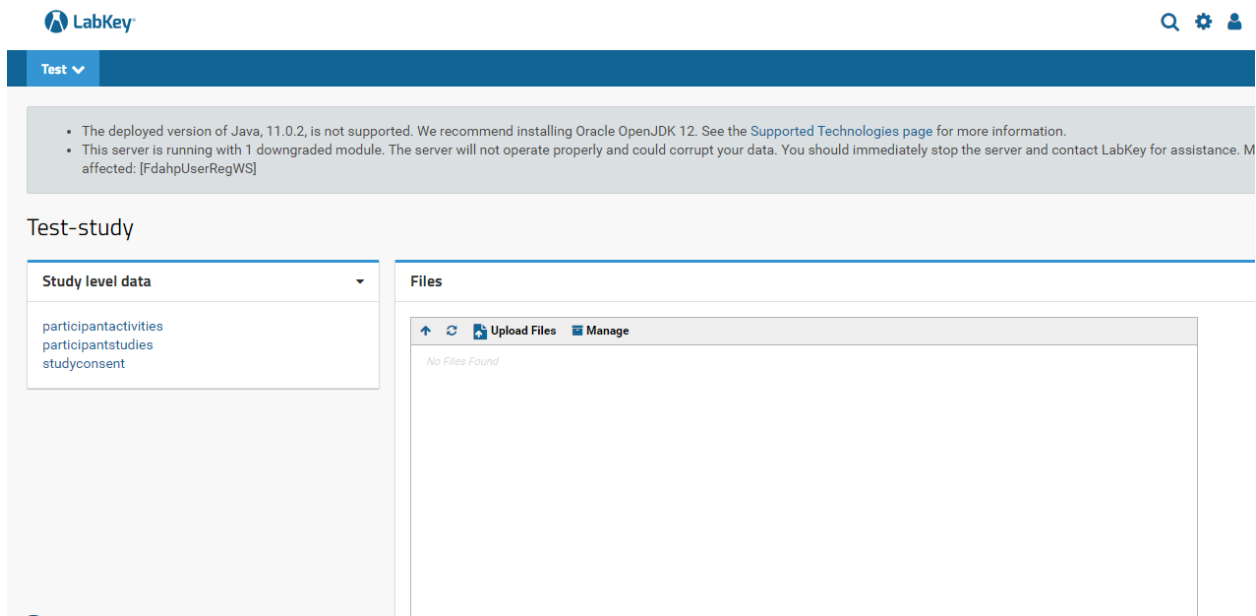 LabKey
Test
The deployed version of Java, 11.0.2, is not supported. We recommend installing Oracle OpenJDK 12. See the Supported Technologies page for more information.
This server is running with 1 downgraded module. The server will not operate properly and could corrupt your data. You should immediately stop the server and contact LabKey for assistance. M
affected: [FdahpUserRegWS]
Test-study
Study level data
participantactivities
participantstudies
studyconsent
Files
Upload Files Manage
No Files Found